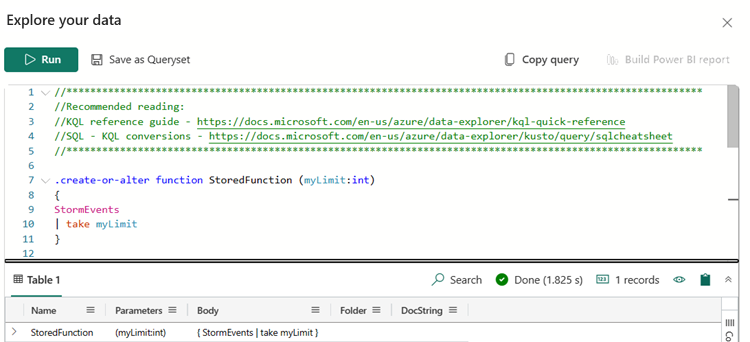 Explore your data
Run Save as Queryset Copy query Build Power BI report
1 //***********************************************************************************************************
2 //Recommended reading:
3 //KQL reference guide - https://docs.microsoft.com/en-us/azure/data-explorer/kql-quick-reference
4 //SQL - KQL conversions - https://docs.microsoft.com/en-us/azure/data-explorer/kusto/query/sqlcheatsheet
5 //***********************************************************************************************************
6
7 .create-or-alter function StoredFunction (myLimit:int)
8 {
9 StormEvents
10 | take myLimit
11 }
12
Table 1 Search Done (1.825 s) 123 1 records
Name Parameters Body Folder DocString
StoredFunction (myLimit:int) { StormEvents | take myLimit }